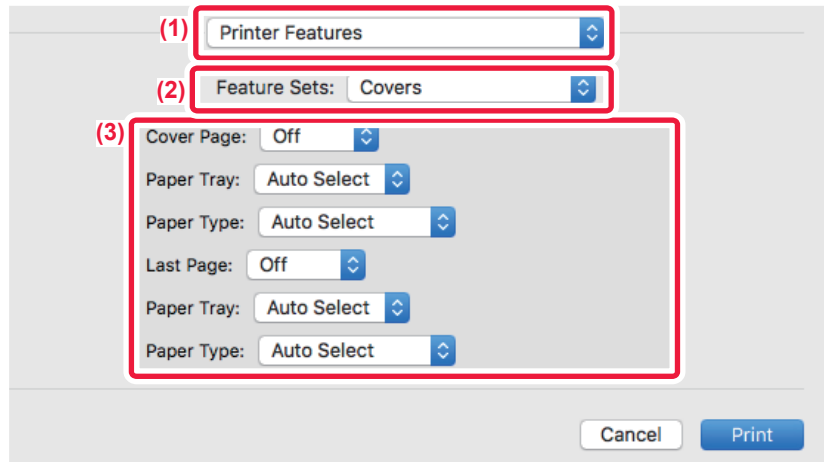 (1) Printer Features
(2) Feature Sets: Covers
(3)
Cover Page: Off
Paper Tray: Auto Select
Paper Type: Auto Select
Last Page: Off
Paper Tray: Auto Select
Paper Type: Auto Select
Cancel Print